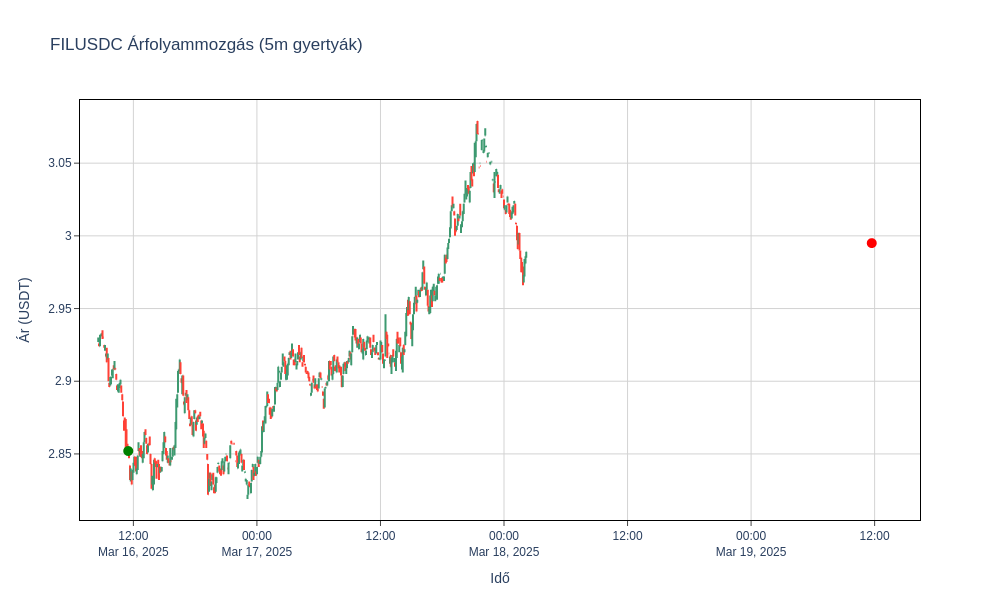 FILUSDC Árfolyammozgás (5m gyertyák)
Ár (USDT)
3.05
3
2.95
2.9
2.85
12:00
Mar 16, 2025
00:00
Mar 17, 2025
12:00
00:00
Mar 18, 2025
12:00
00:00
Mar 19, 2025
12:00
Idő